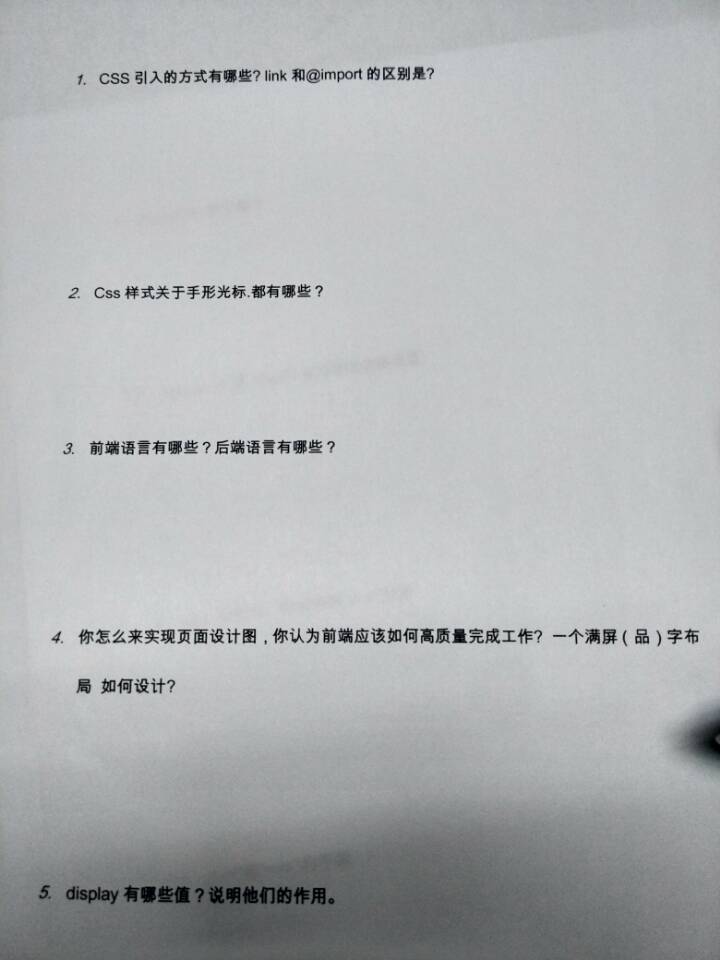 1. CSS 引入的方式有哪些? link 和@import 的区别是?
2. Css 样式关于手形光标.都有哪些？
3. 前端语言有哪些？后端语言有哪些？
4. 你怎么来实现页面设计图，你认为前端应该如何高质量完成工作? 一个满屏（品）字布
局 如何设计?
5. display 有哪些值？说明他们的作用。